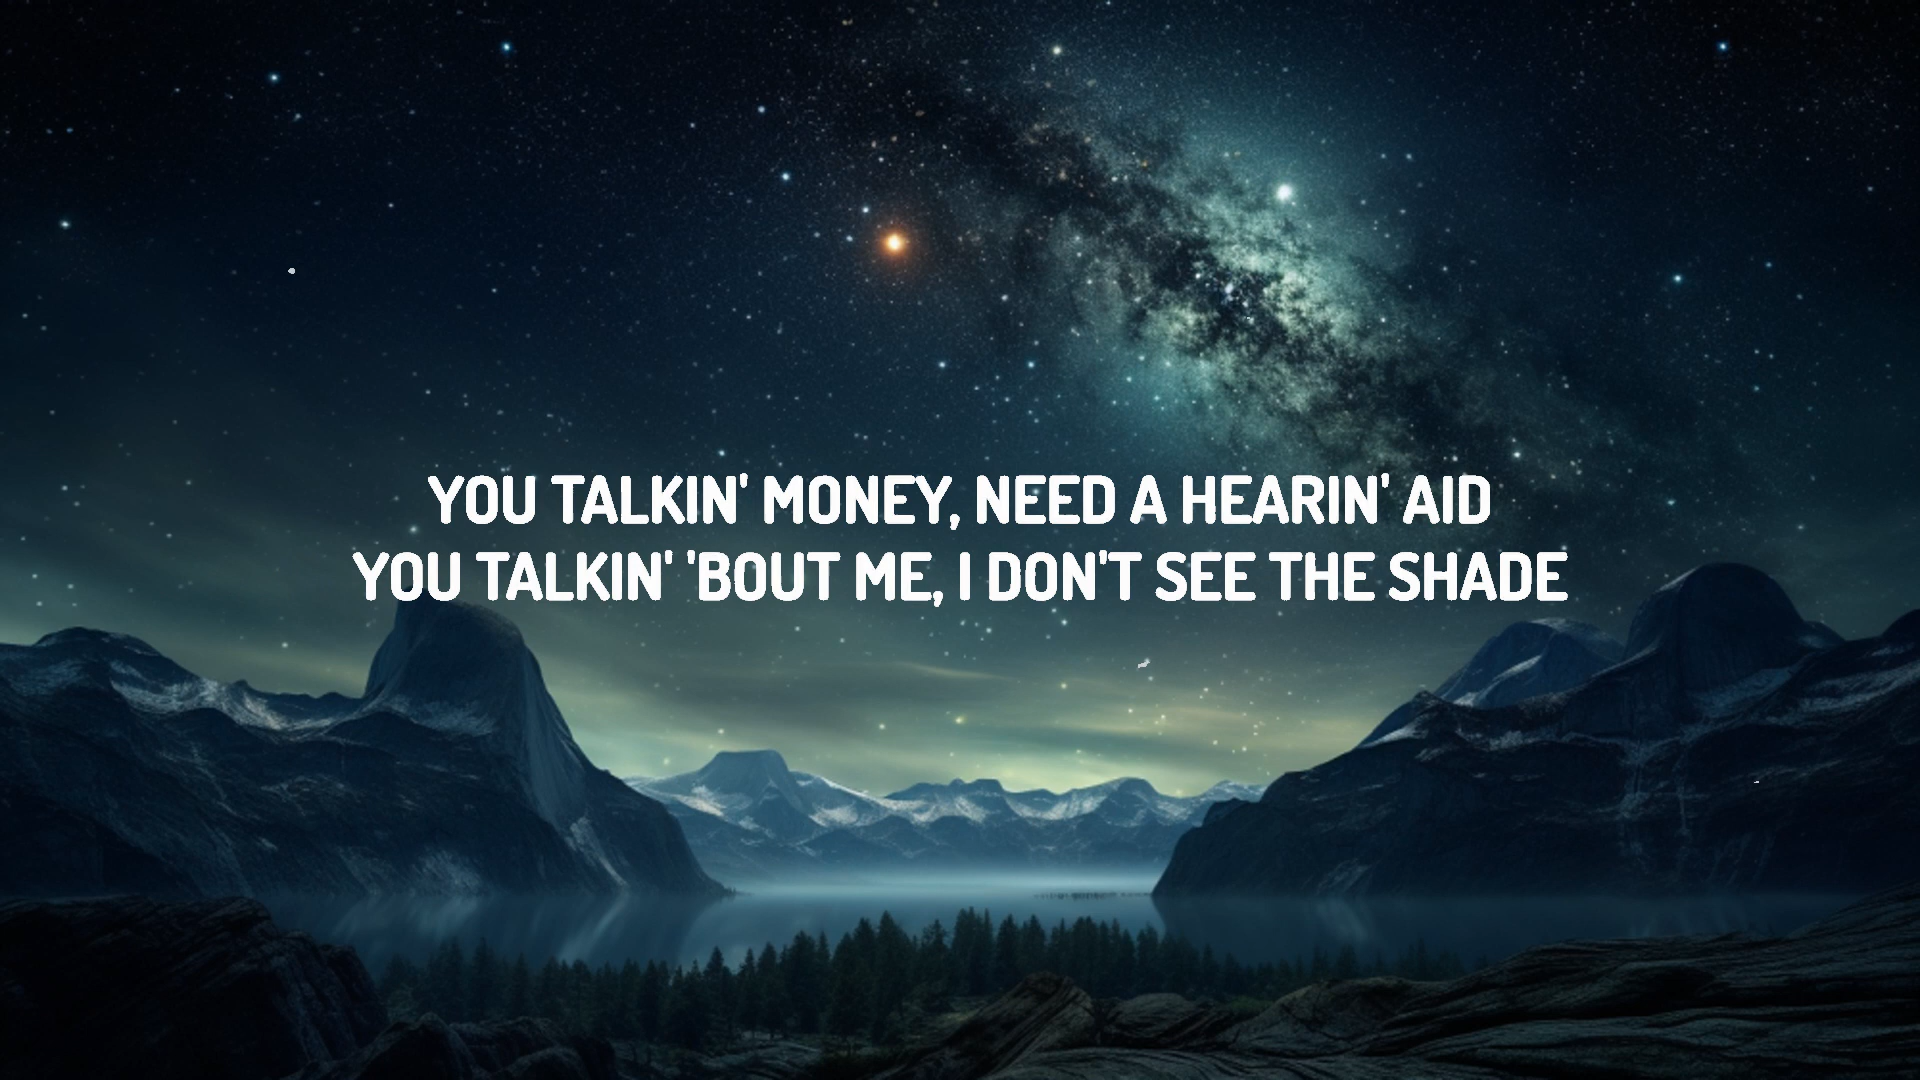 YOU TALKIN' MONEY, NEED A HEARIN' AID
YOU TALKIN' 'BOUT ME, I DON'T SEE THE SHADE